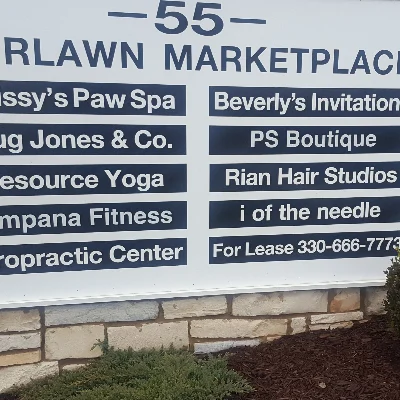 55
RLAWN MARKETPLAC
ssy's Paw Spa
ug Jones & Co.
esource Yoga
mpana Fitness
ropractic Center
Beverly's Invitation
PS Boutique
Rian Hair Studios
i of the needle
For Lease 330-666-7773